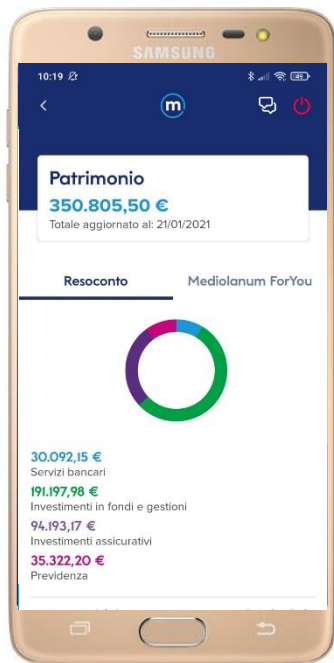 SAMSUNG
10:19
45
m
Patrimonio
350.805,50 €
Totale aggiornato al: 21/01/2021
Resoconto
Mediolanum ForYou
30.092,15 €
Servizi bancari
191.197,98 €
Investimenti in fondi e gestioni
94.193,17 €
Investimenti assicurativi
35.322,20 €
Previdenza